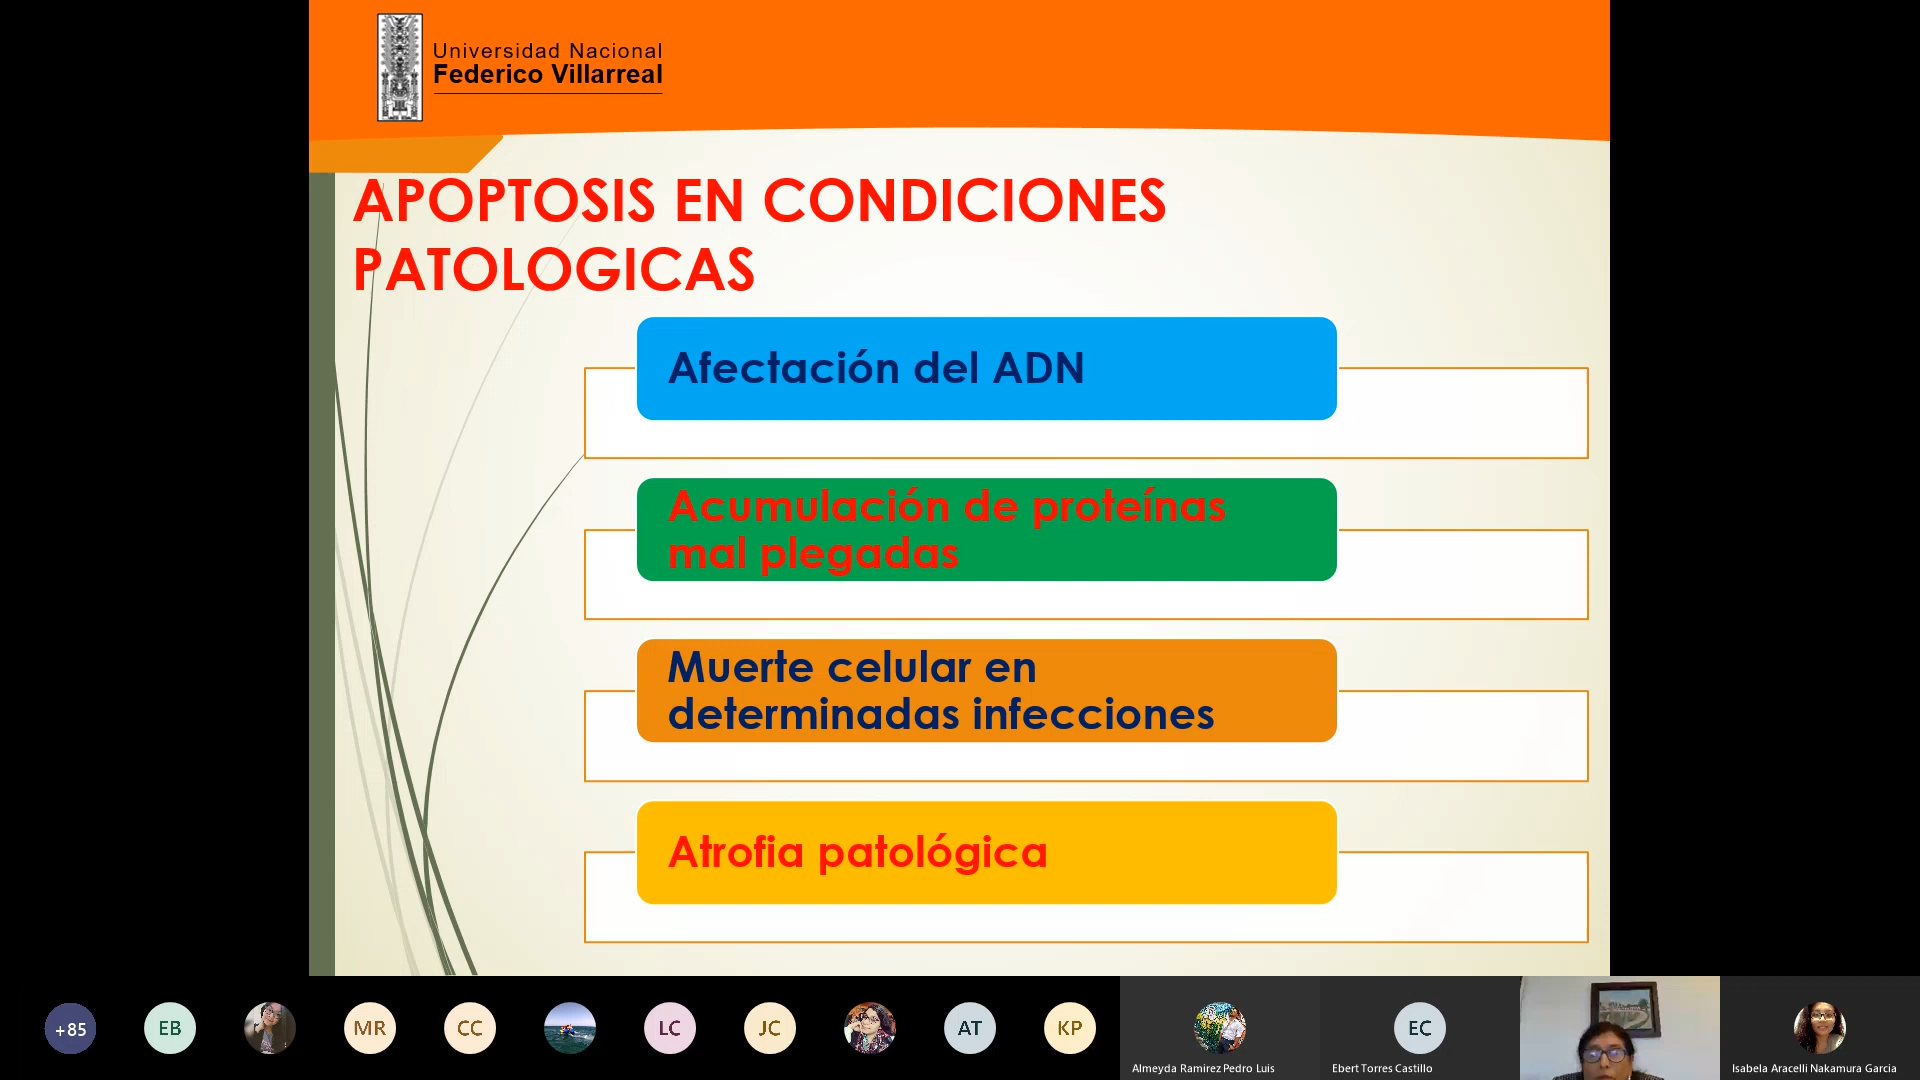 Universidad Nacional
Federico Villarreal
APOPTOSIS EN CONDICIONES
PATOLOGICAS
Afectación del ADN
Acumulación de proteínas
mal plegadas
Muerte celular en
determinadas infecciones
Atrofia patológica
+85
EB
MR
CC
LC
JC
AT
KP
Almeyda Ramirez Pedro Luis
EC
Ebert Torres Castillo
Isabela Aracelli Nakamura Garcia